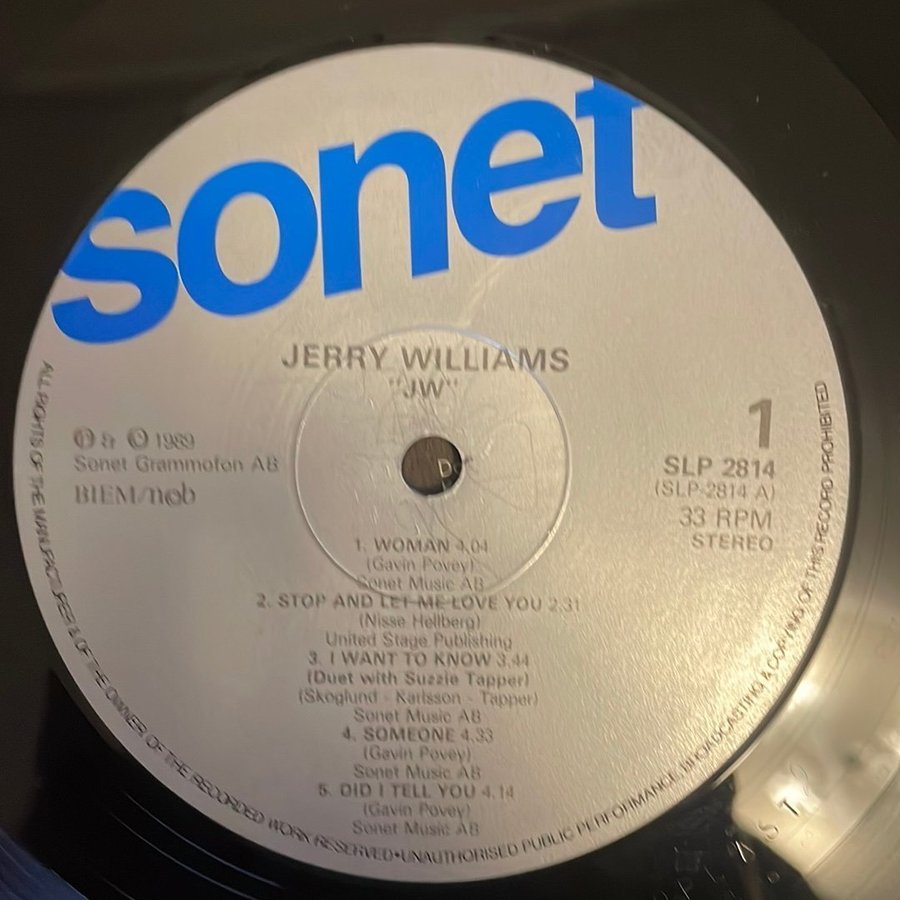 sonet
JERRY WILLIAMS
"JW"
℗ & © 1989
Sonet Grammofon AB
BIEM/n©b
1
SLP 2814
(SLP-2814 A)
33 RPM
STEREO
1. WOMAN 4.04
(Gavin Povey)
Sonet Music AB
2. STOP AND LET ME LOVE YOU 2.31
(Nisse Hellberg)
United Stage Publishing
3. I WANT TO KNOW 3.44
(Duet with Suzzie Tapper)
(Skoglund - Karlsson - Tapper)
Sonet Music AB
4. SOMEONE 4.33
(Gavin Povey)
Sonet Music AB
5. DID I TELL YOU 4.14
(Gavin Povey)
Sonet Music AB
ALL RIGHTS OF THE MANUFACTURER & OF THE OWNER OF THE RECORDED WORK RESERVED•UNAUTHORISED PUBLIC PERFORMANCE, BROADCASTING & COPYING OF THIS RECORD PROHIBITED